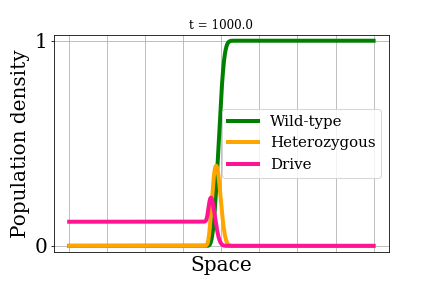 t = 1000.0
1
Population density
Wild-type
Heterozygous
Drive
0
Space